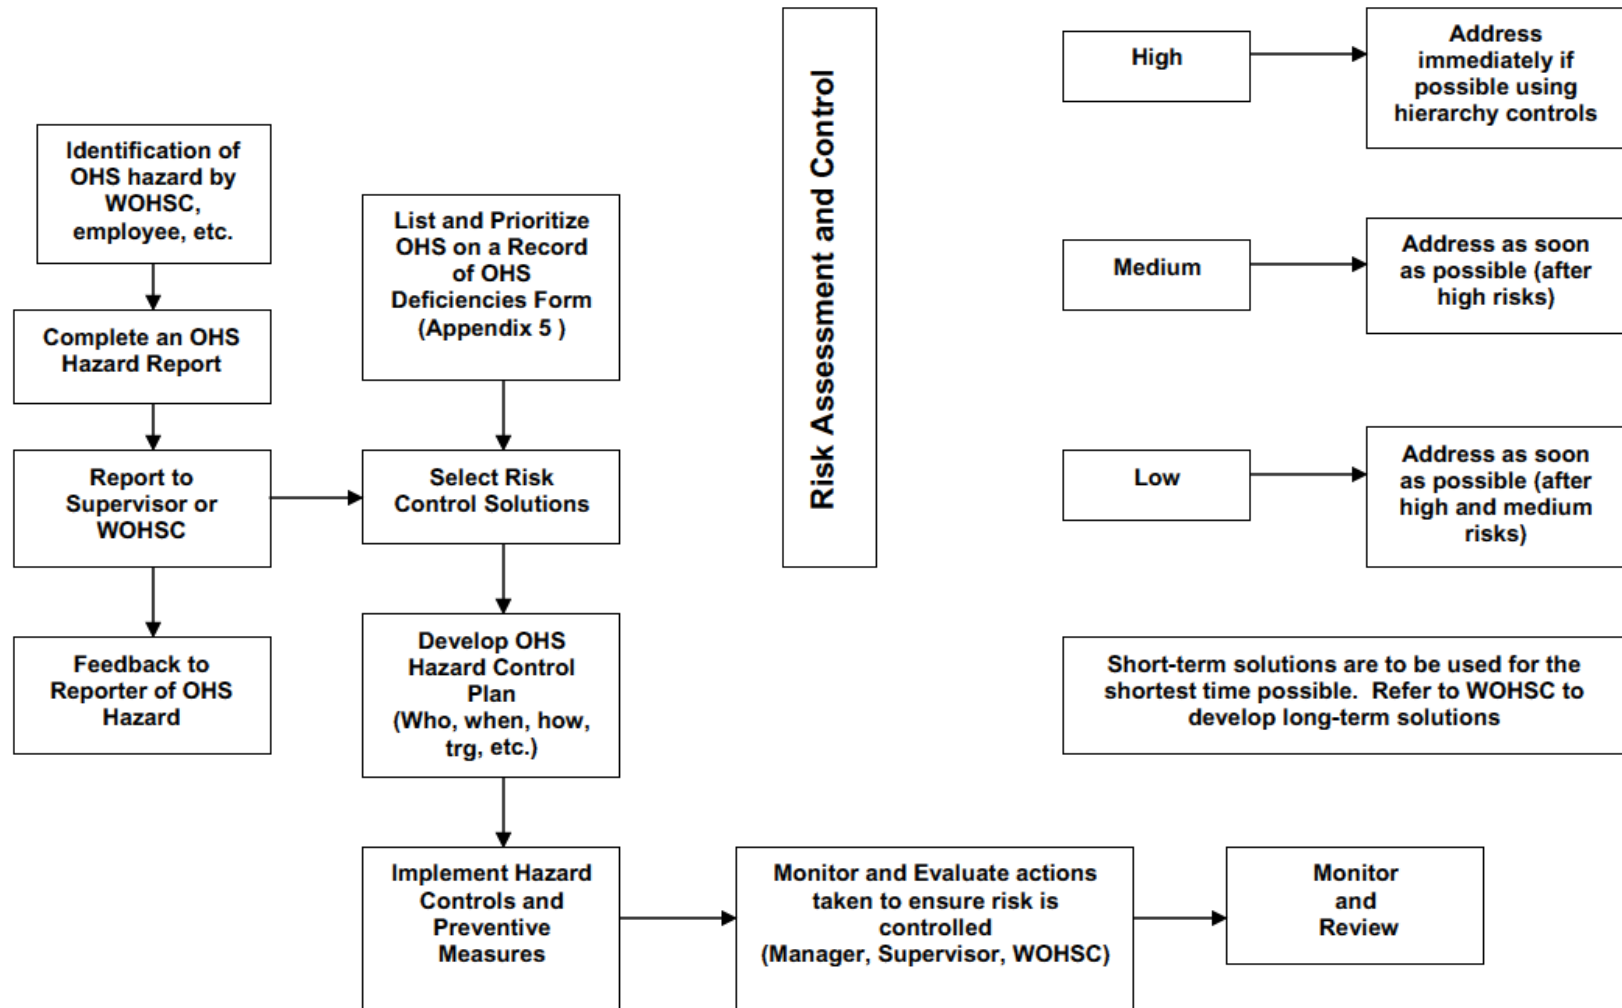 Identification of
OHS hazard by
WOHSC,
employee, etc.
Complete an OHS
Hazard Report
Report to
Supervisor or
WOHSC
Feedback to
Reporter of OHS
Hazard
List and Prioritize
OHS on a Record
of OHS
Deficiencies Form
(Appendix 5 )
Select Risk
Control Solutions
Develop OHS
Hazard Control
Plan
(Who, when, how,
trg, etc.)
Implement Hazard
Controls and
Preventive
Measures
Monitor and Evaluate actions
taken to ensure risk is
controlled
(Manager, Supervisor, WOHSC)
Monitor
and
Review
Risk Assessment and Control
High
Address
immediately if
possible using
hierarchy controls
Medium
Address as soon
as possible (after
high risks)
Low
Address as soon
as possible (after
high and medium
risks)
Short-term solutions are to be used for the
shortest time possible.  Refer to WOHSC to
develop long-term solutions